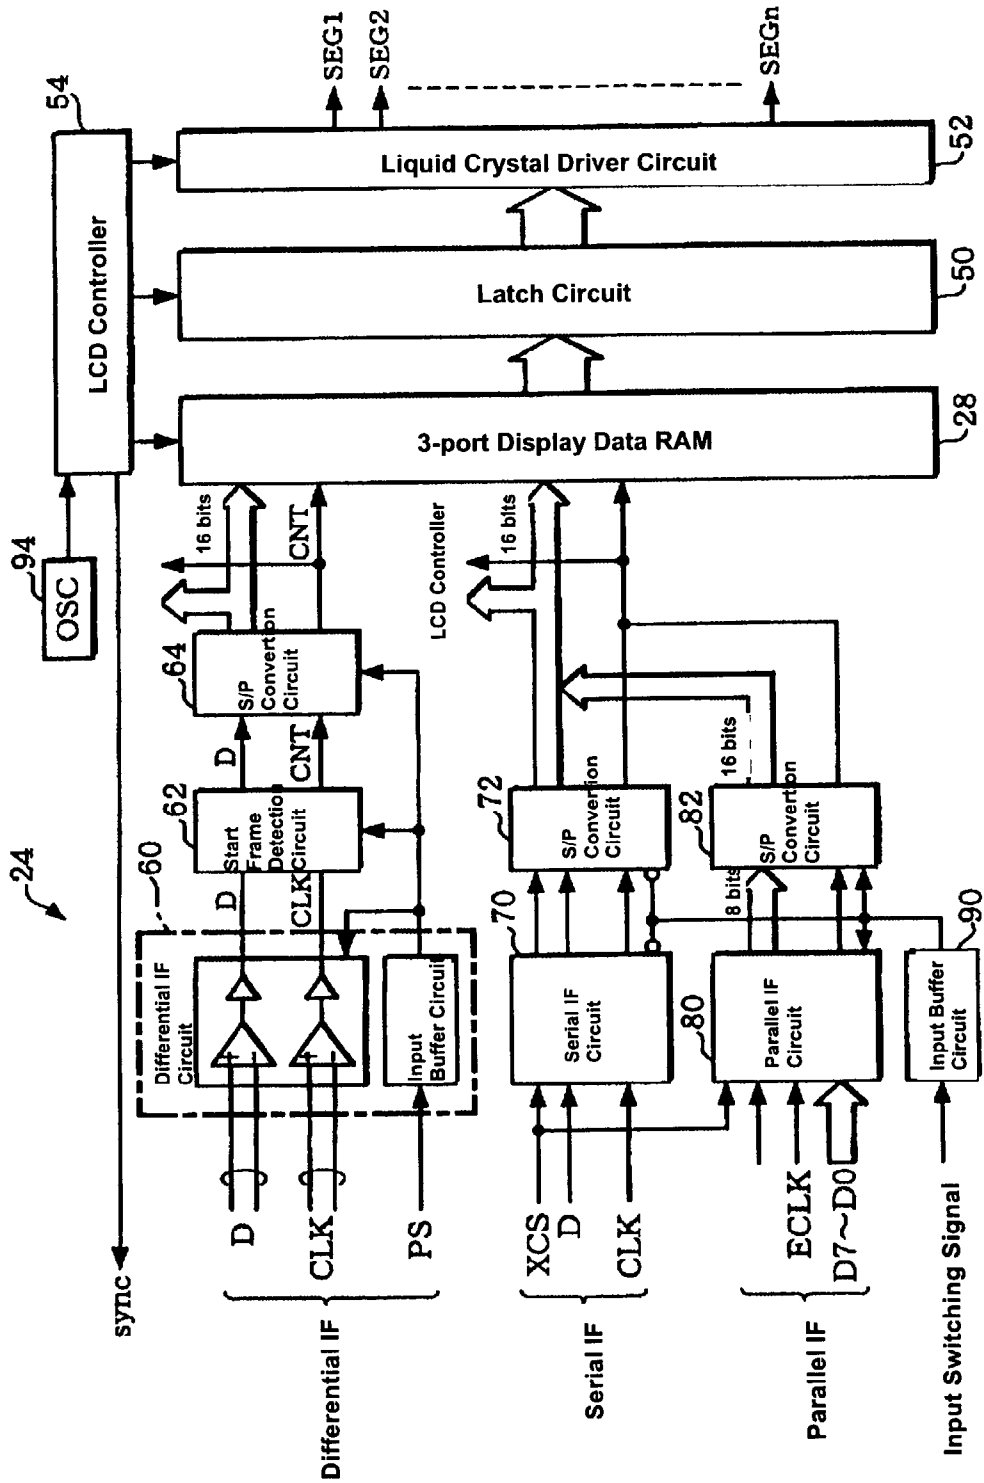 24
sync
OSC
94
LCD Controller
54
Differential IF
D
CLK
PS
60
Differential IF
Circuit
Input
Buffer Circuit
D
CLK
62
Start
Frame
Detection
Circuit
D
CNT
64
S/P
Convertion
Circuit
16 bits
CNT
Serial IF
XCS
D
CLK
70
Serial IF
Circuit
72
S/P
Convertion
Circuit
LCD Controller
16 bits
Parallel IF
ECLK
D7~D0
80
Parallel IF
Circuit
8 bits
82
S/P
Convertion
Circuit
16 bits
Input Switching Signal
Input Buffer
Circuit
90
3-port Display Data RAM
28
Latch Circuit
50
Liquid Crystal Driver Circuit
52
SEG1
SEG2
SEGn